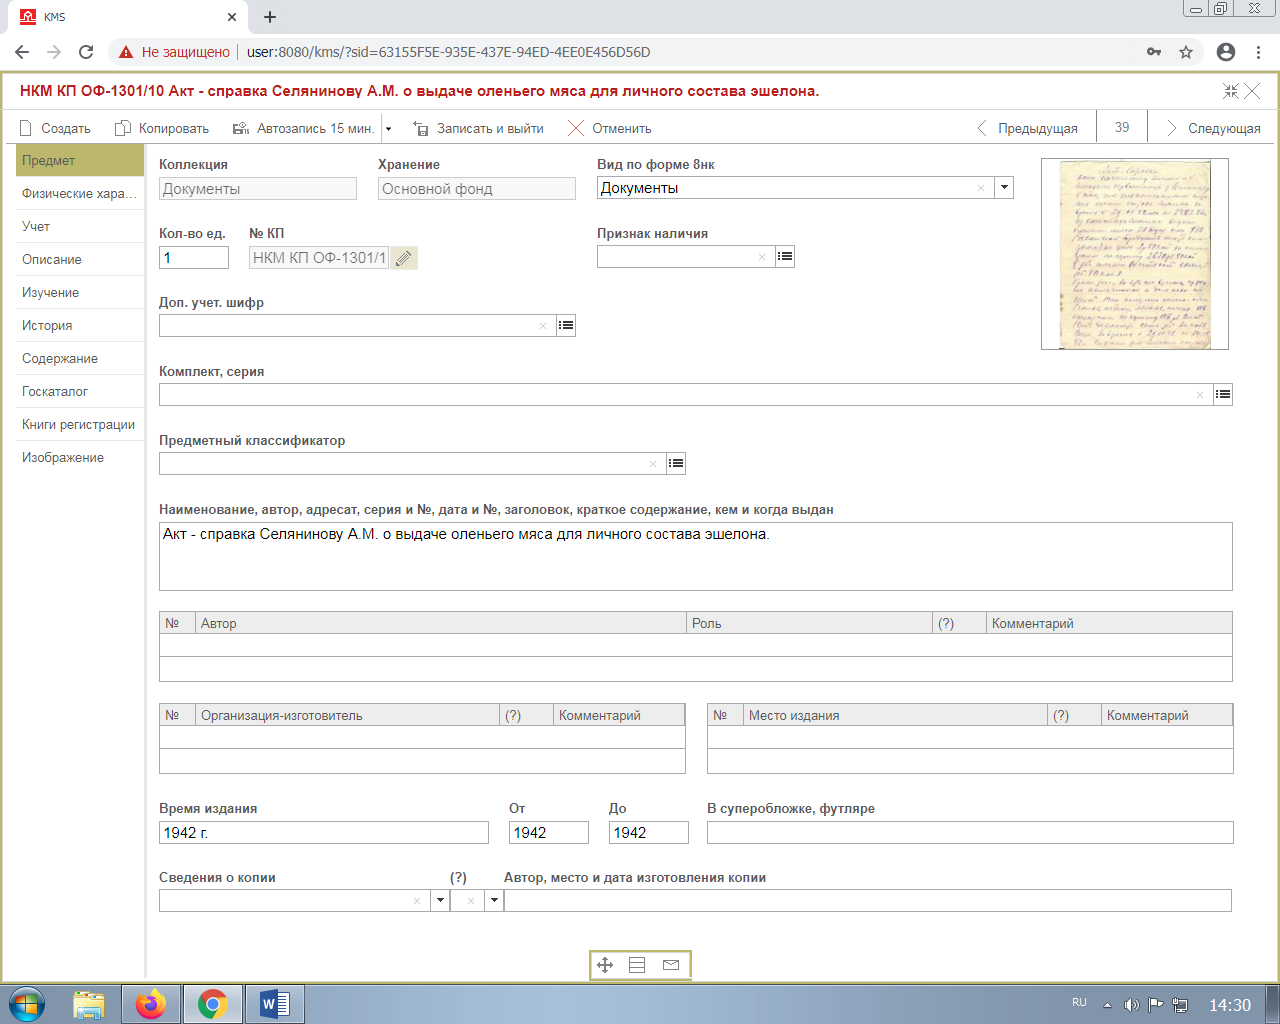 KMS
Не защищено user:8080/kms/?sid=63155F5E-935E-437E-94ED-4EE0E456D56D
НКМ КП ОФ-1301/10 Акт - справка Селянинову А.М. о выдаче оленьего мяса для личного состава эшелона.
Создать Копировать Автозапись 15 мин. Записать и выйти Отменить Предыдущая 39 Следующая
Предмет
Физические хара...
Учет
Описание
Изучение
История
Содержание
Госкаталог
Книги регистрации
Изображение
Коллекция Хранение Вид по форме 8нк
Документы Основной фонд Документы
Кол-во ед. № КП Признак наличия
1 НКМ КП ОФ-1301/1
Доп. учет. шифр
Комплект, серия
Предметный классификатор
Наименование, автор, адресат, серия и №, дата и №, заголовок, краткое содержание, кем и когда выдан
Акт - справка Селянинову А.М. о выдаче оленьего мяса для личного состава эшелона.
№ Автор Роль (?) Комментарий
№ Организация-изготовитель (?) Комментарий № Место издания (?) Комментарий
Время издания От До В суперобложке, футляре
1942 г. 1942 1942
Сведения о копии (?) Автор, место и дата изготовления копии
RU 14:30